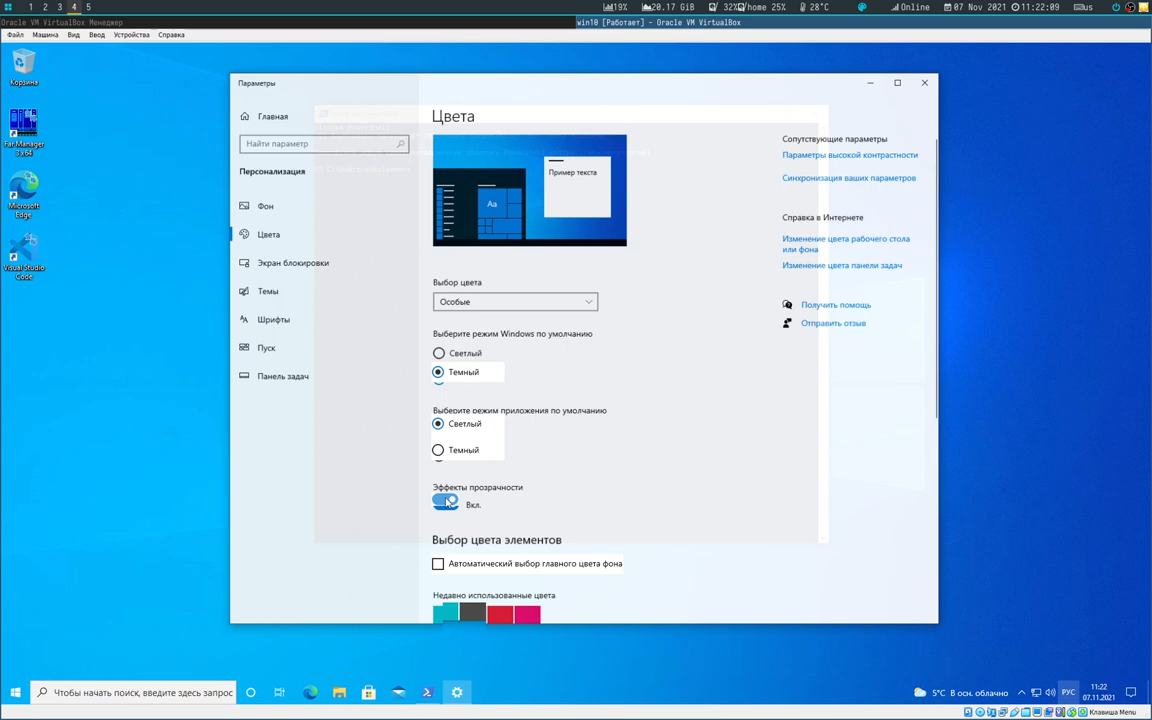 1 2 3 4 5
19% 20.17 GiB / 32% /home 25% 28°C Online 07 Nov 2021 11:22:09 us
Oracle VM VirtualBox Менеджер
win10 [Работает] - Oracle VM VirtualBox
Файл Машина Вид Ввод Устройства Справка
Корзина
Far Manager
Microsoft
Edge
Visual Studio
Code
Параметры
Главная
Найти параметр
Персонализация
Фон
Цвета
Экран блокировки
Темы
Шрифты
Пуск
Панель задач
Цвета
Пример текста
Aa
Выбор цвета
Особые
Выберите режим Windows по умолчанию
Светлый
Темный
Выберите режим приложения по умолчанию
Светлый
Темный
Эффекты прозрачности
Вкл.
Выбор цвета элементов
Автоматический выбор главного цвета фона
Недавно использованные цвета
Сопутствующие параметры
Параметры высокой контрастности
Синхронизация ваших параметров
Справка в Интернете
Изменение цвета рабочего стола
или фона
Изменение цвета панели задач
Получить помощь
Отправить отзыв
Чтобы начать поиск, введите здесь запрос
5°C В осн. облачно
РУС
11:22
07.11.2021
Клавиша Menu